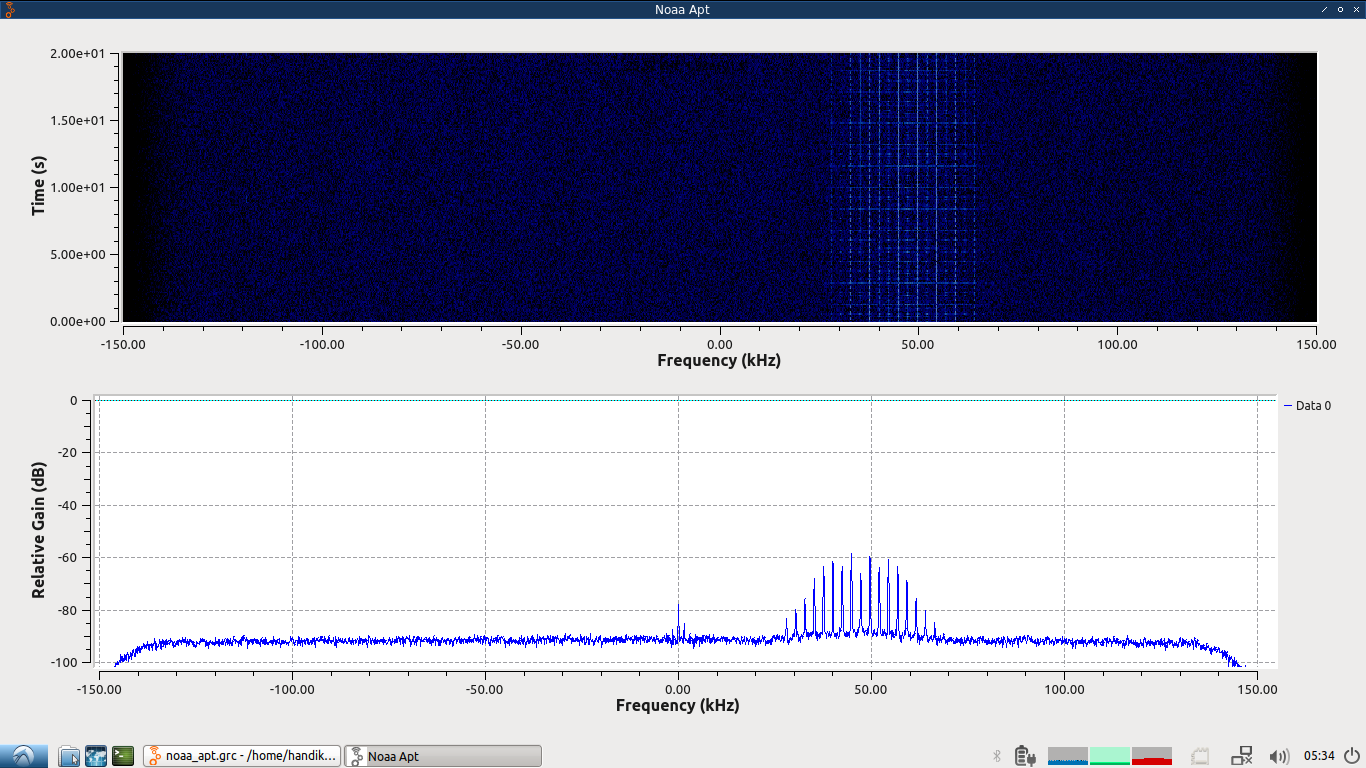 Noaa Apt
2.00e+01
1.50e+01
1.00e+01
5.00e+00
0.00e+00
Time (s)
-150.00 -100.00 -50.00 0.00 50.00 100.00 150.00
Frequency (kHz)
0
-20
-40
-60
-80
-100
Relative Gain (dB)
Data 0
-150.00 -100.00 -50.00 0.00 50.00 100.00 150.00
Frequency (kHz)
noaa_apt.grc - /home/handik... Noaa Apt 05:34